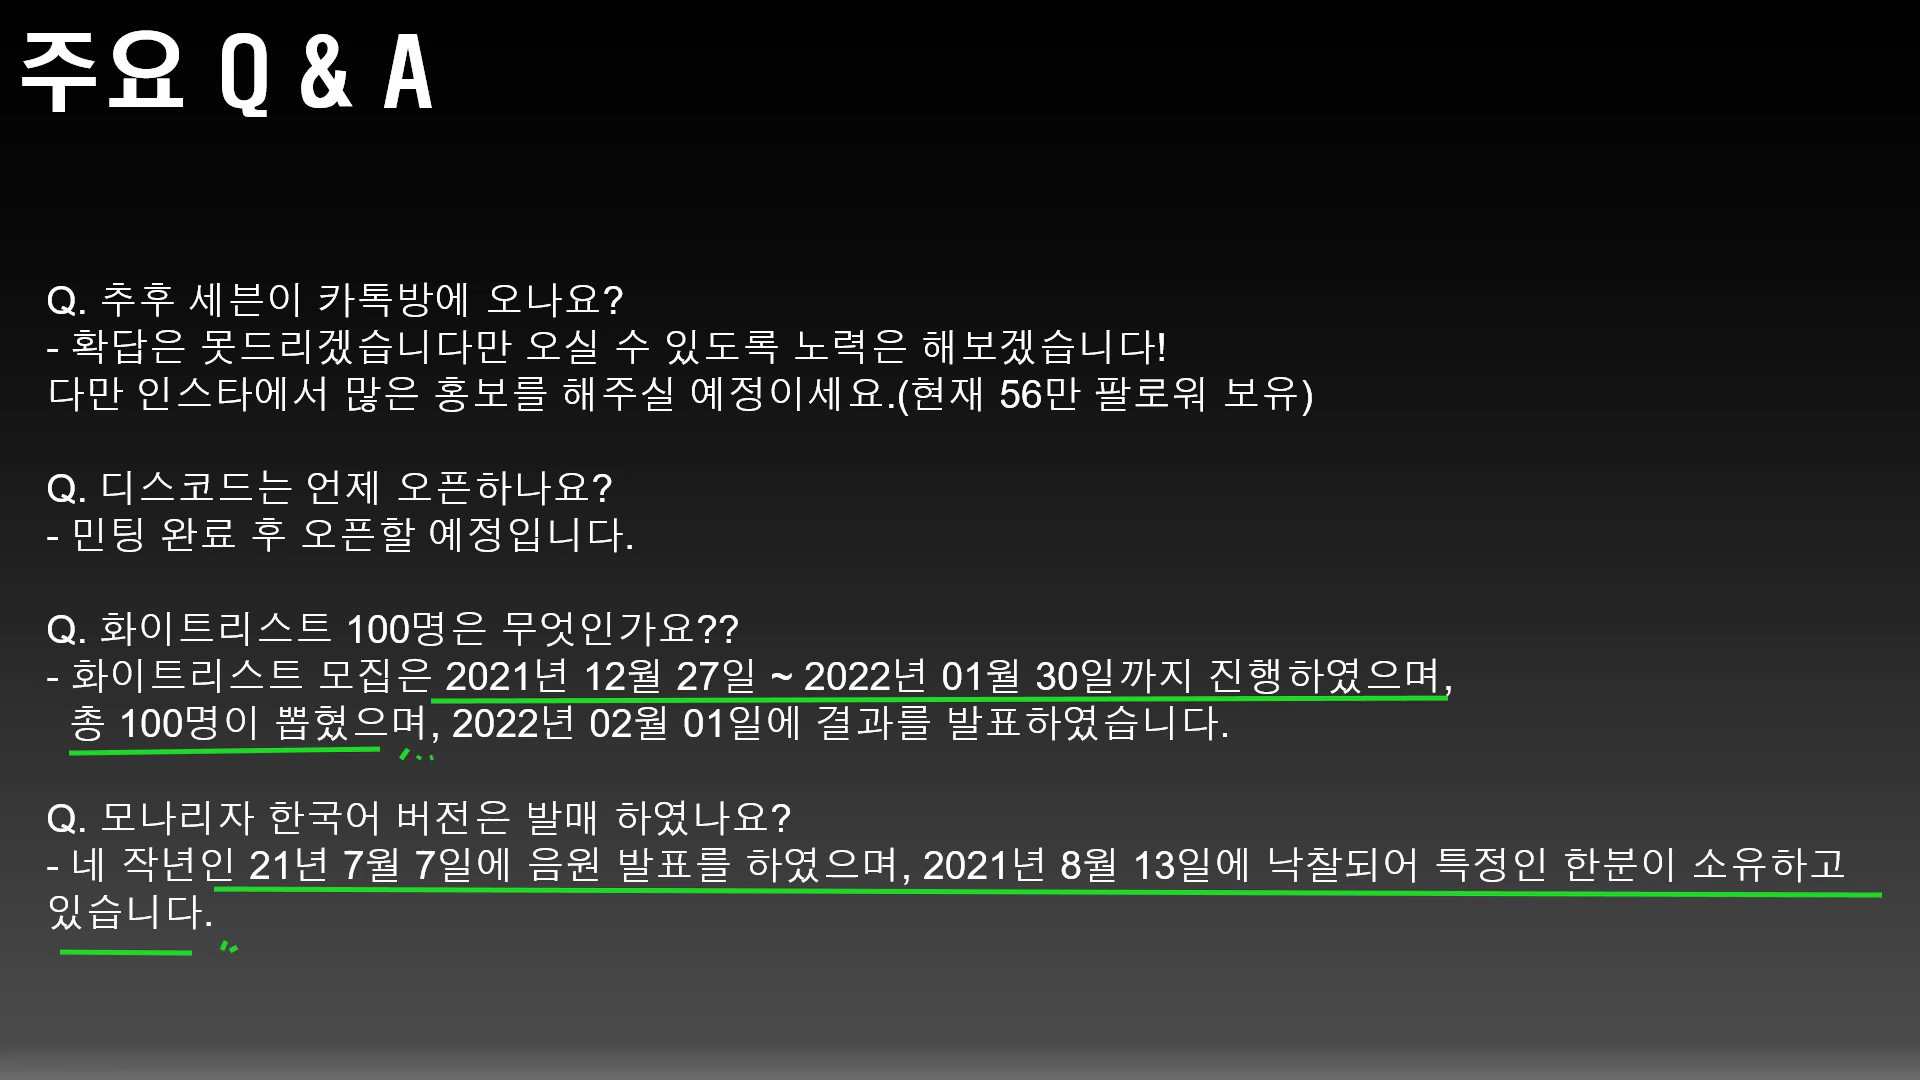 주요 Q & A
Q. 추후 세븐이 카톡방에 오나요?
- 확답은 못드리겠습니다만 오실 수 있도록 노력은 해보겠습니다!
다만 인스타에서 많은 홍보를 해주실 예정이세요.(현재 56만 팔로워 보유)
Q. 디스코드는 언제 오픈하나요?
- 민팅 완료 후 오픈할 예정입니다.
Q. 화이트리스트 100명은 무엇인가요??
- 화이트리스트 모집은 2021년 12월 27일 ~ 2022년 01월 30일까지 진행하였으며,
총 100명이 뽑혔으며, 2022년 02월 01일에 결과를 발표하였습니다.
Q. 모나리자 한국어 버전은 발매 하였나요?
- 네 작년인 21년 7월 7일에 음원 발표를 하였으며, 2021년 8월 13일에 낙찰되어 특정인 한분이 소유하고
있습니다.